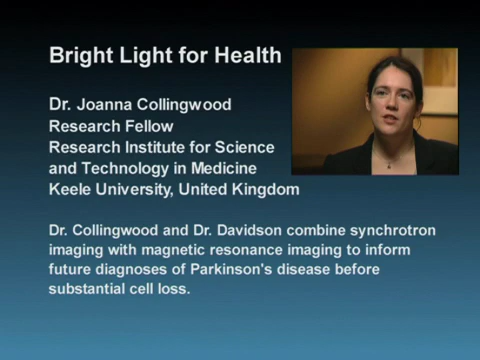 Bright Light for Health
Dr. Joanna Collingwood
Research Fellow
Research Institute for Science
and Technology in Medicine
Keele University, United Kingdom
Dr. Collingwood and Dr. Davidson combine synchrotron
imaging with magnetic resonance imaging to inform
future diagnoses of Parkinson's disease before
substantial cell loss.